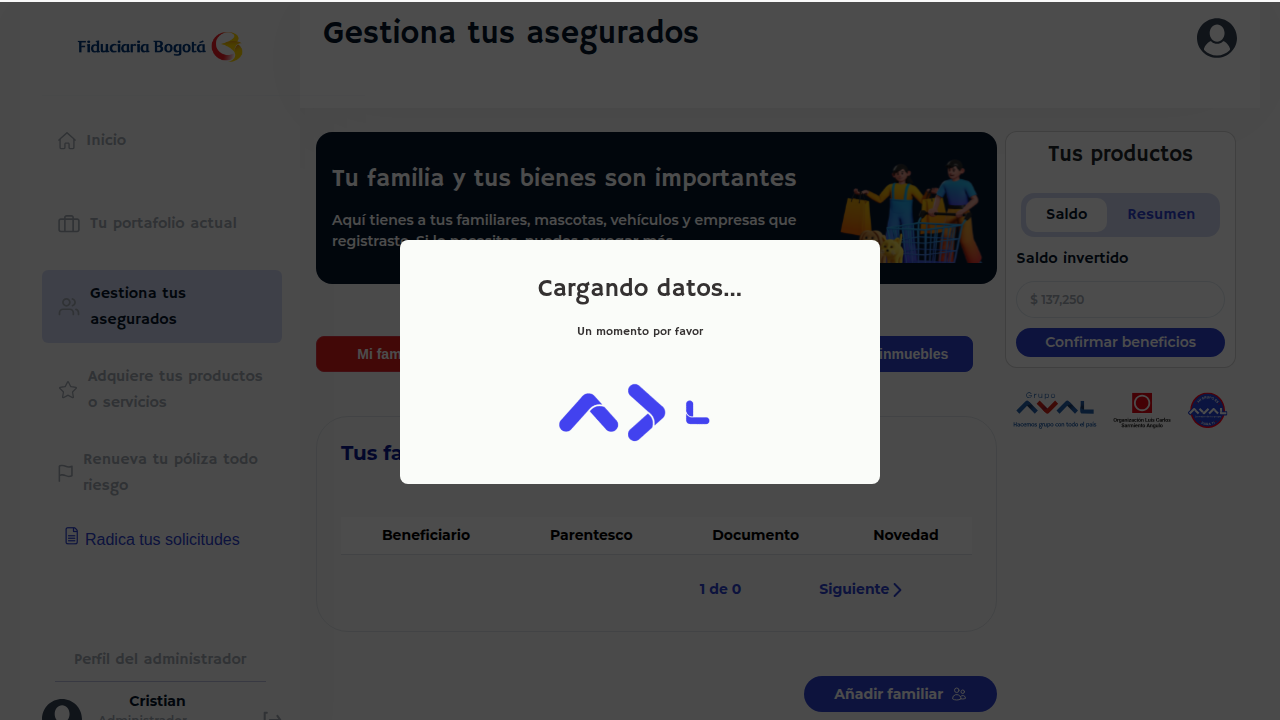 Fiduciaria Bogotá
Gestiona tus asegurados
Inicio
Tu portafolio actual
Gestiona tus
asegurados
Adquiere tus productos
o servicios
Renueva tu póliza todo
riesgo
Radica tus solicitudes
Perfil del administrador
Cristian
Administrador
Tu familia y tus bienes son importantes
Aquí tienes a tus familiares, mascotas, vehículos y empresas que
registraste. Si lo necesitas, puedes agregar más.
Mi fam
inmuebles
Cargando datos...
Un momento por favor
Tus fa
Beneficiario Parentesco Documento Novedad
1 de 0 Siguiente
Añadir familiar
Tus productos
Saldo Resumen
Saldo invertido
$ 137,250
Confirmar beneficios
Grupo
AVAL
Hacemos grupo con todo el país
Organización Luis Carlos
Sarmiento Angulo
AVAL